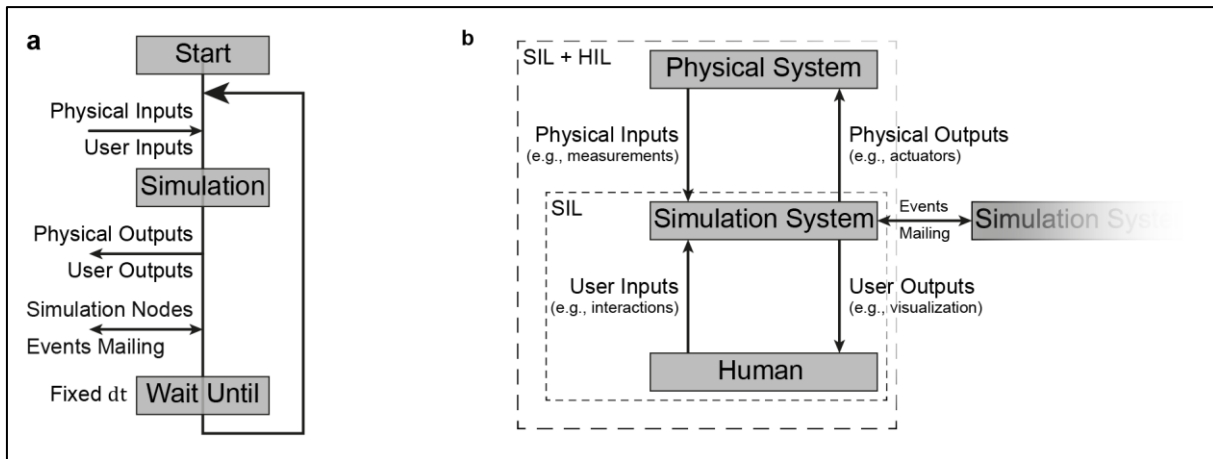 a
Start
Physical Inputs
User Inputs
Simulation
Physical Outputs
User Outputs
Simulation Nodes
Events Mailing
Fixed dt
Wait Until
b
SIL + HIL
Physical System
Physical Inputs
(e.g., measurements)
Physical Outputs
(e.g., actuators)
SIL
Simulation System
Events
Mailing
Simulation Syste
User Inputs
(e.g., interactions)
User Outputs
(e.g., visualization)
Human